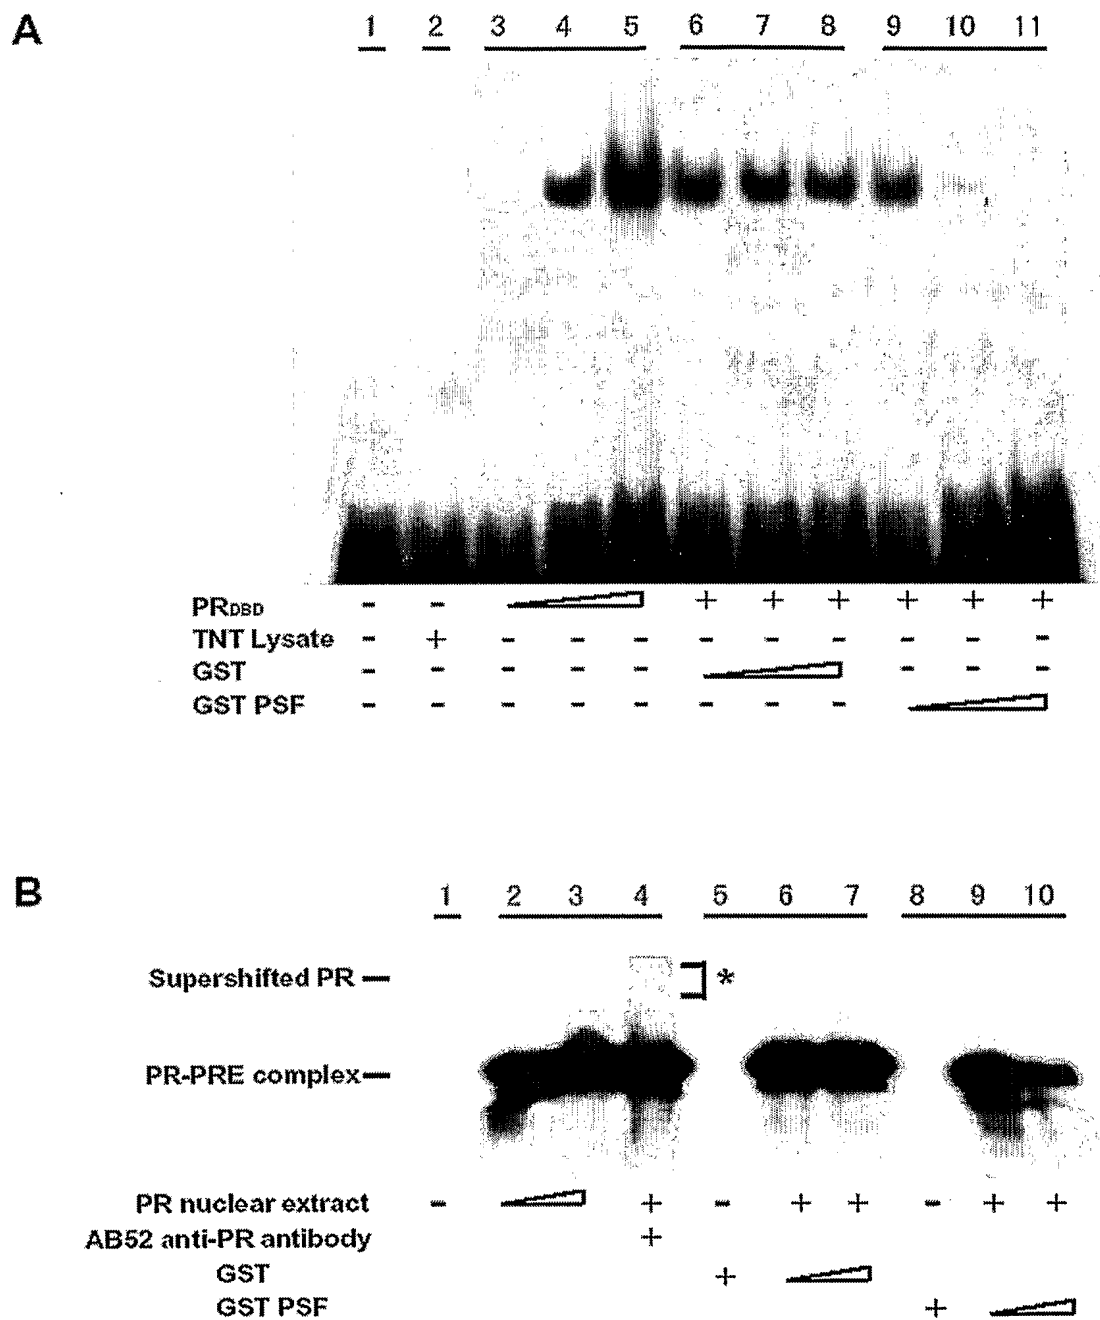 A
1 2 3 4 5 6 7 8 9 10 11
PRDBD - - + + + + + +
TNT Lysate - + - - - - - - - - -
GST - - - - - - - -
GST PSF - - - - - - - -
B
1 2 3 4 5 6 7 8 9 10
Supershifted PR
*
PR-PRE complex
PR nuclear extract - + - + + - + +
AB52 anti-PR antibody +
GST +
GST PSF +